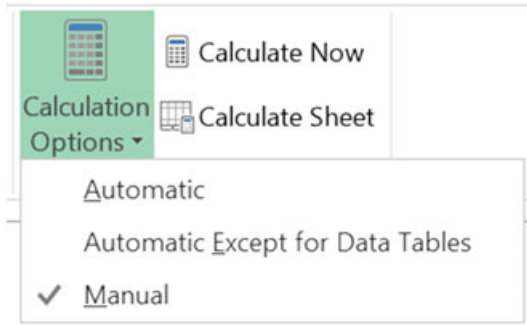 Calculation
Options
Calculate Now
Calculate Sheet
Automatic
Automatic Except for Data Tables
Manual